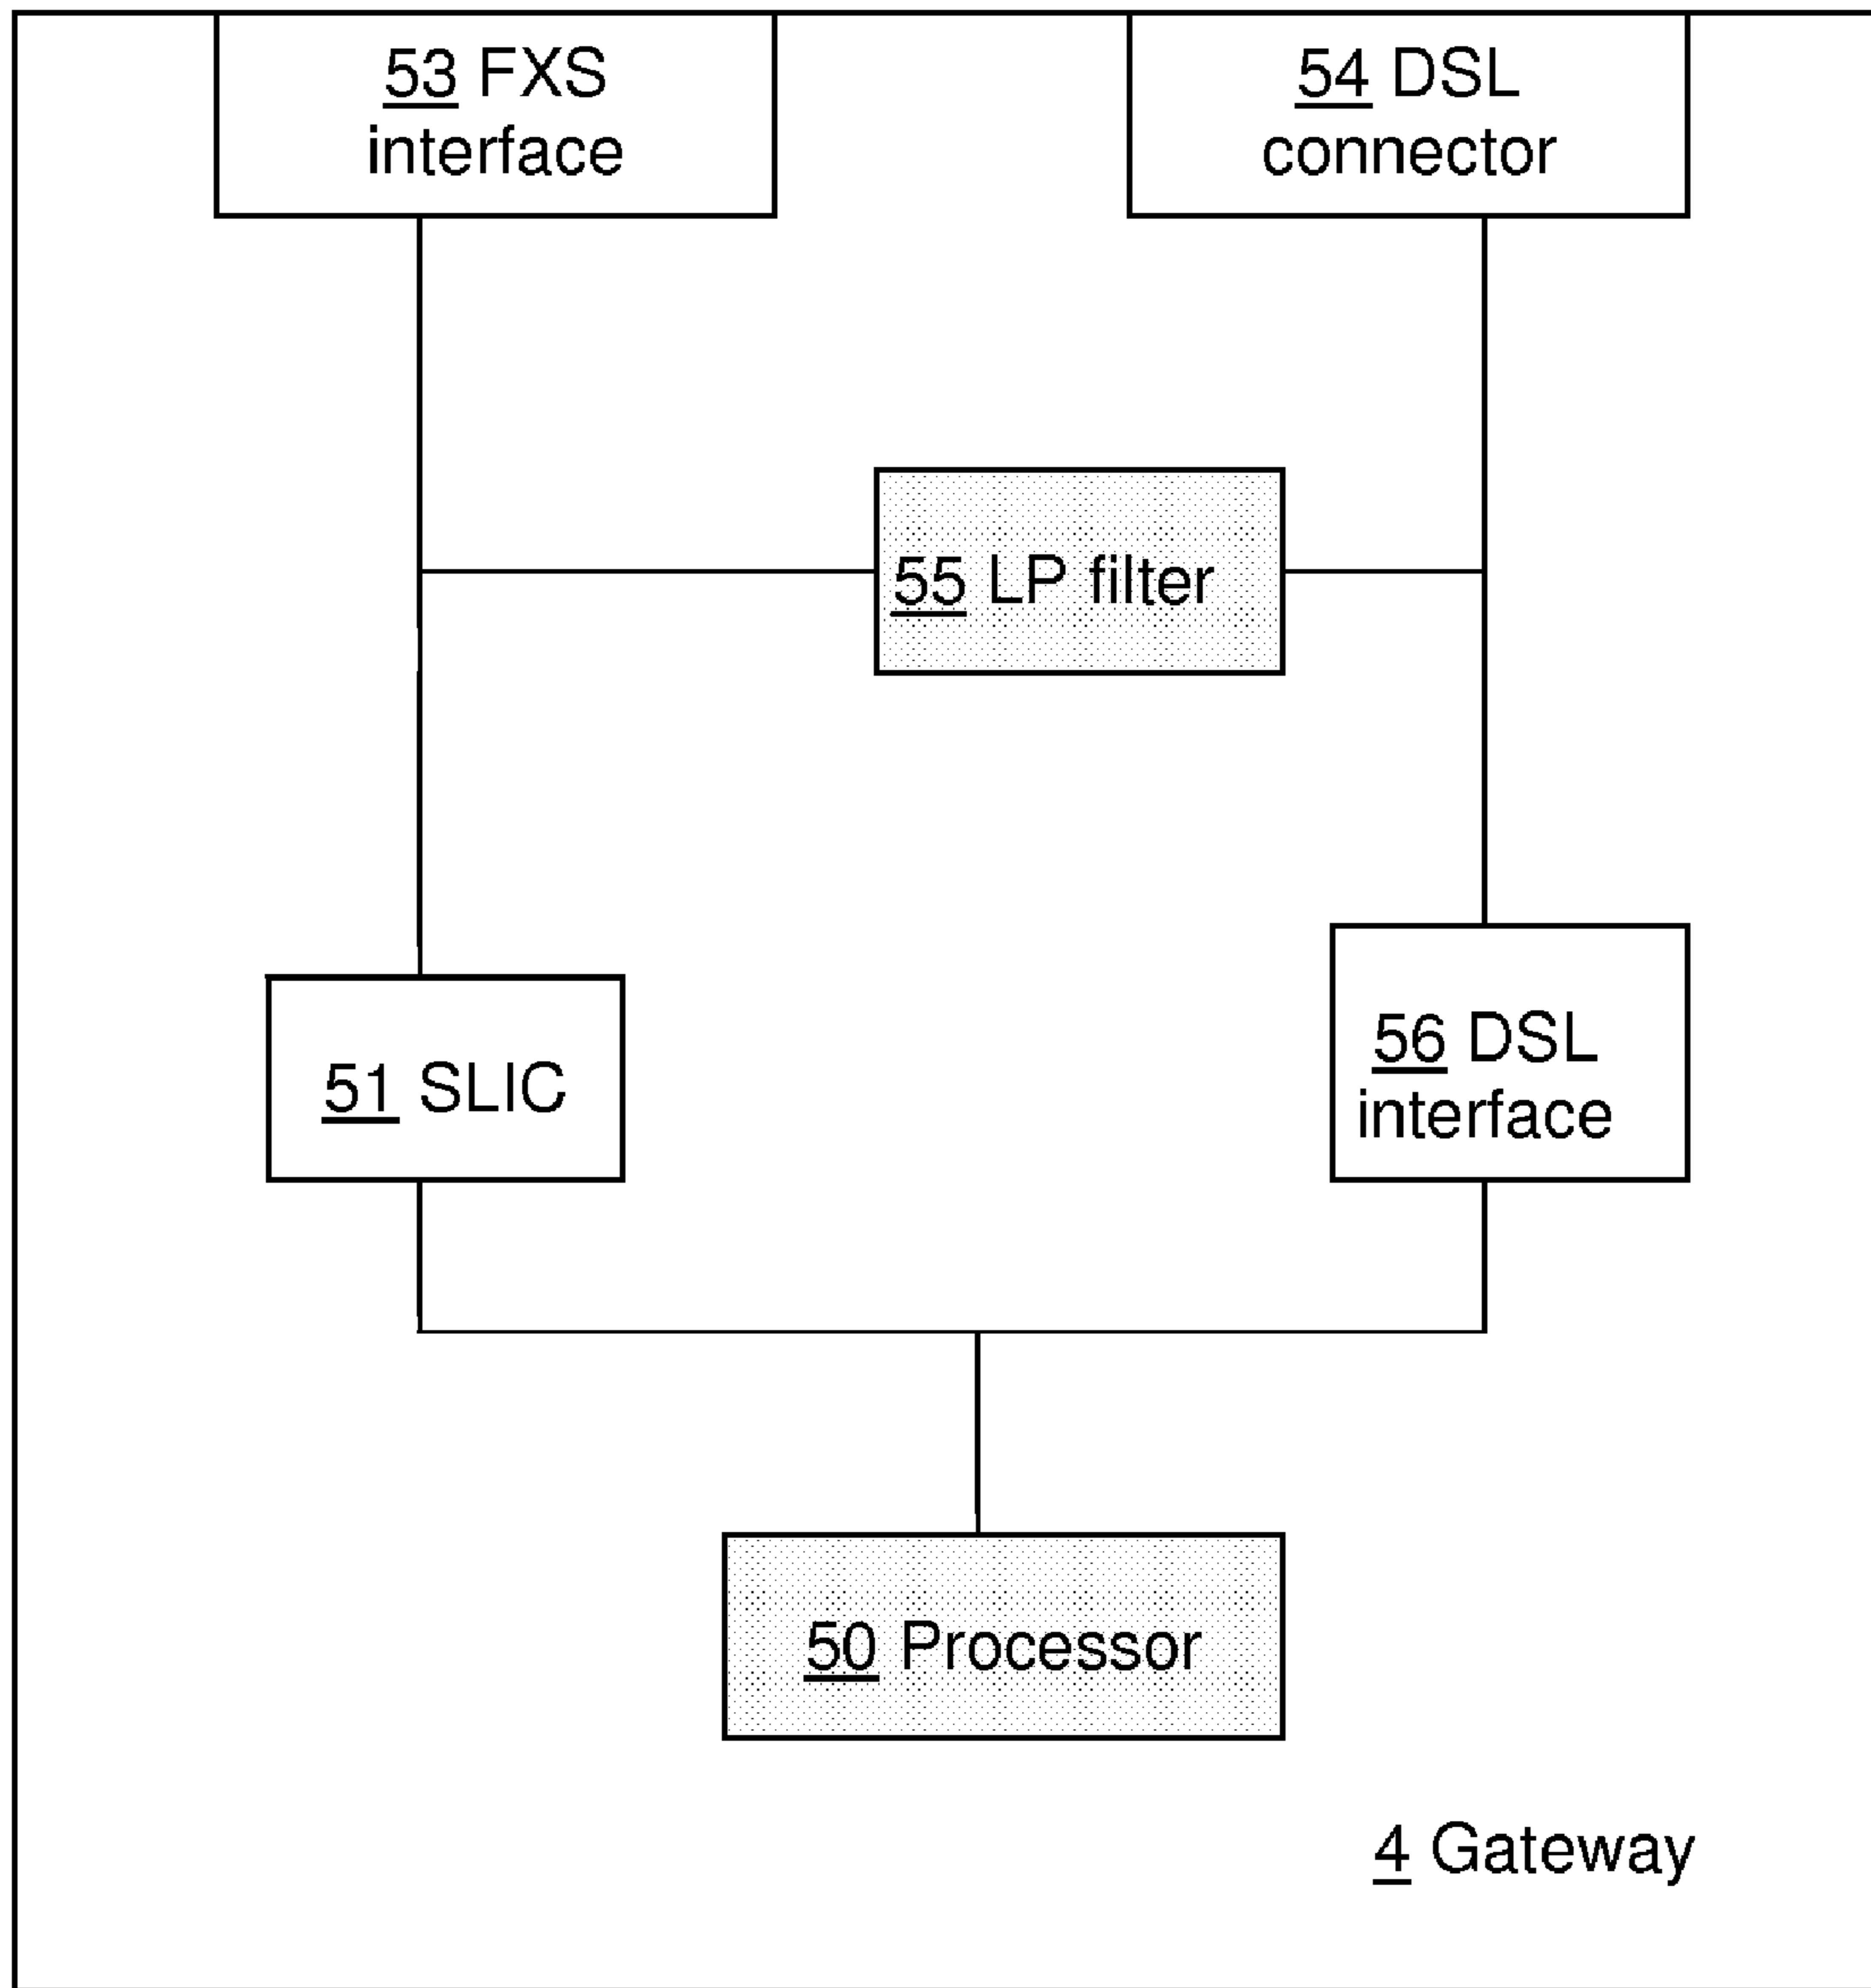 53 FXS
interface
54 DSL
connector
55 LP filter
51 SLIC
56 DSL
interface
50 Processor
4 Gateway